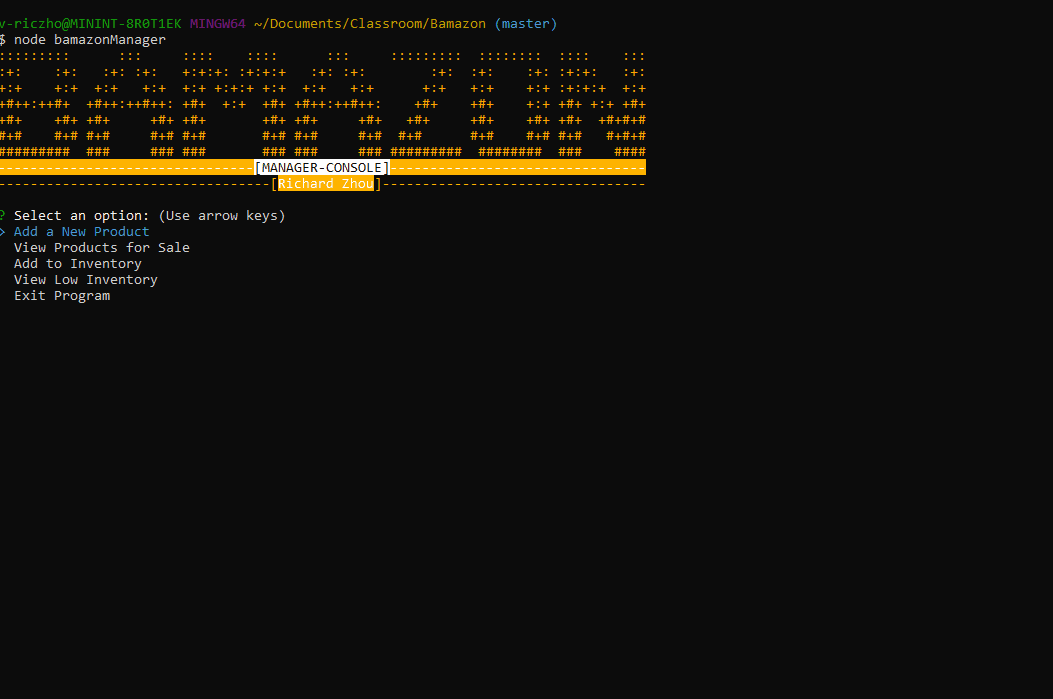 v-riczho@MININT-8R0T1EK MINGW64 ~/Documents/Classroom/Bamazon (master)
$ node bamazonManager
:::::::::      :::     ::::    ::::      :::     :::::::::  ::::::::  ::::    :::
:+:    :+:   :+: :+:   +:+:+: :+:+:+   :+: :+:        :+:  :+:    :+: :+:+:   :+:
+:+    +:+  +:+   +:+  +:+ +:+:+ +:+  +:+   +:+      +:+   +:+    +:+ :+:+:+  +:+
+#++:++#+  +#++:++#++: +#+  +:+  +#+ +#++:++#++:    +#+    +#+    +:+ +#+ +:+ +#+
+#+    +#+ +#+     +#+ +#+       +#+ +#+     +#+   +#+     +#+    +#+ +#+  +#+#+#
#+#    #+# #+#     #+# #+#       #+# #+#     #+#  #+#      #+#    #+# #+#   #+#+#
#########  ###     ### ###       ### ###     ### #########  ########  ###    ####
--------------------------------[MANAGER-CONSOLE]--------------------------------
----------------------------------[Richard Zhou]---------------------------------
? Select an option: (Use arrow keys)
> Add a New Product
View Products for Sale
Add to Inventory
View Low Inventory
Exit Program